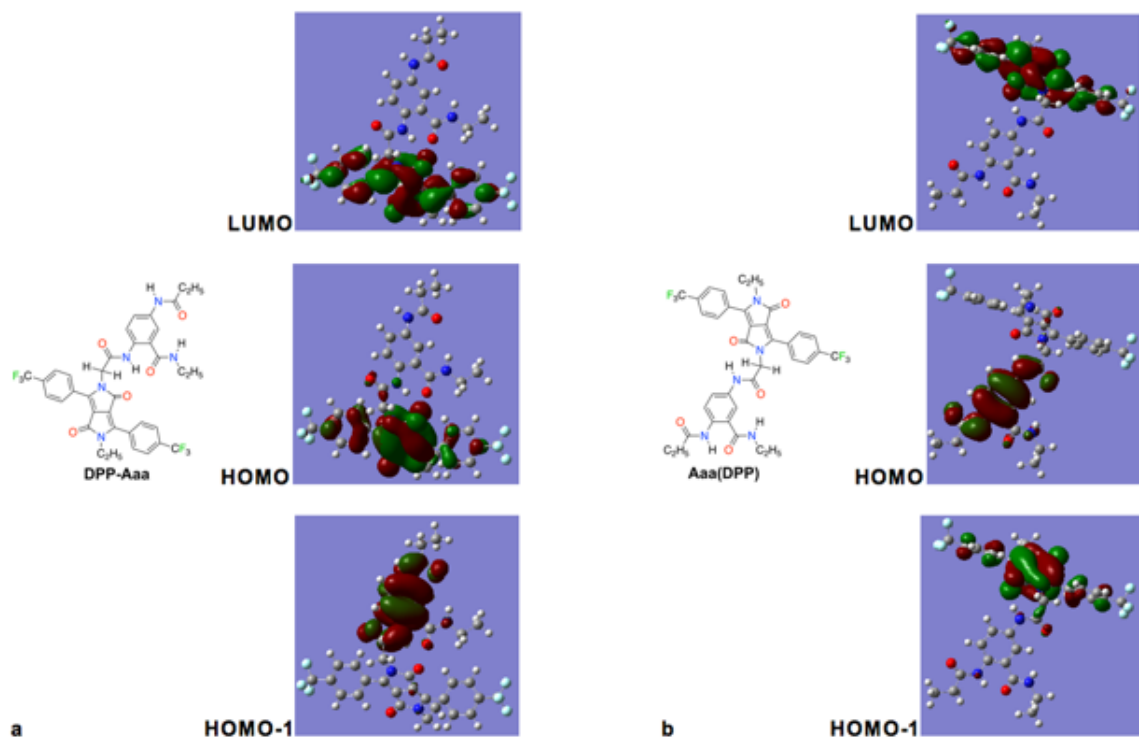 LUMO
LUMO
H
N
C₂H₅
O
O
N
H
O
N
H
C₂H₅
H
H
F₃C
N
O
O
N
C₂H₅
CF₃
DPP-Aaa
HOMO
C₂H₅
F₃C
N
O
O
N
H
H
CF₃
H
N
O
O
C₂H₅
N
H
O
N
H
C₂H₅
Aaa(DPP)
HOMO
a
HOMO-1
b
HOMO-1